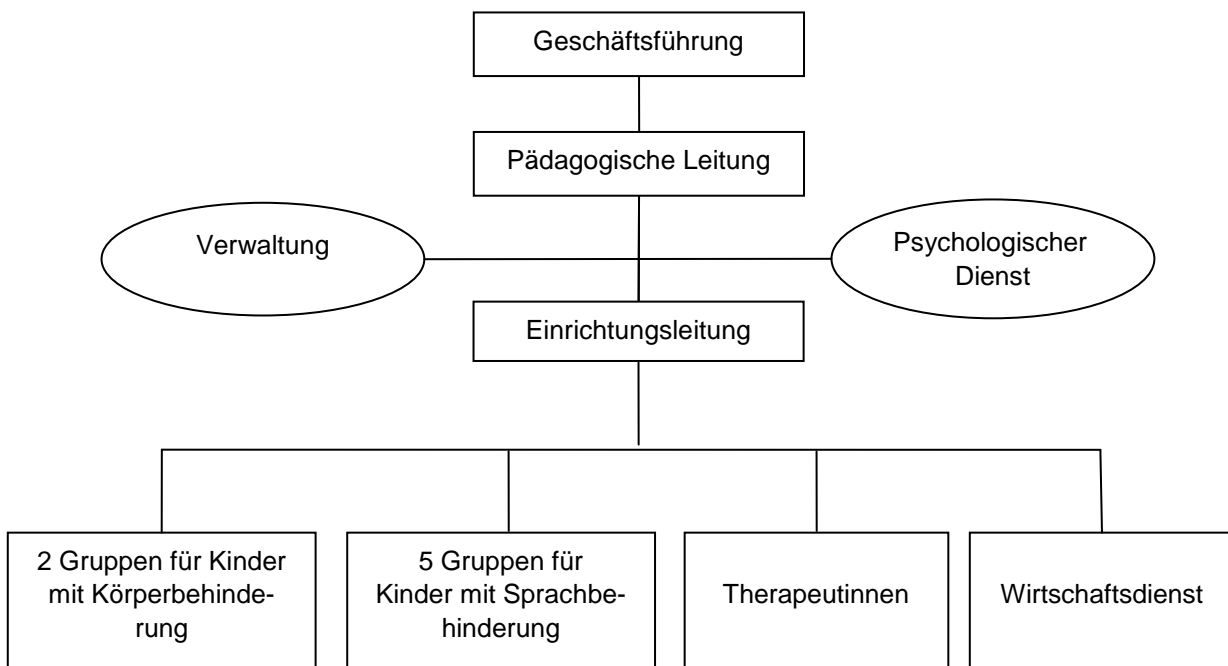 Geschäftsführung
Pädagogische Leitung
Verwaltung
Psychologischer
Dienst
Einrichtungsleitung
2 Gruppen für Kinder
mit Körperbehinde-
rung
5 Gruppen für
Kinder mit Sprachbe-
hinderung
Therapeutinnen
Wirtschaftsdienst